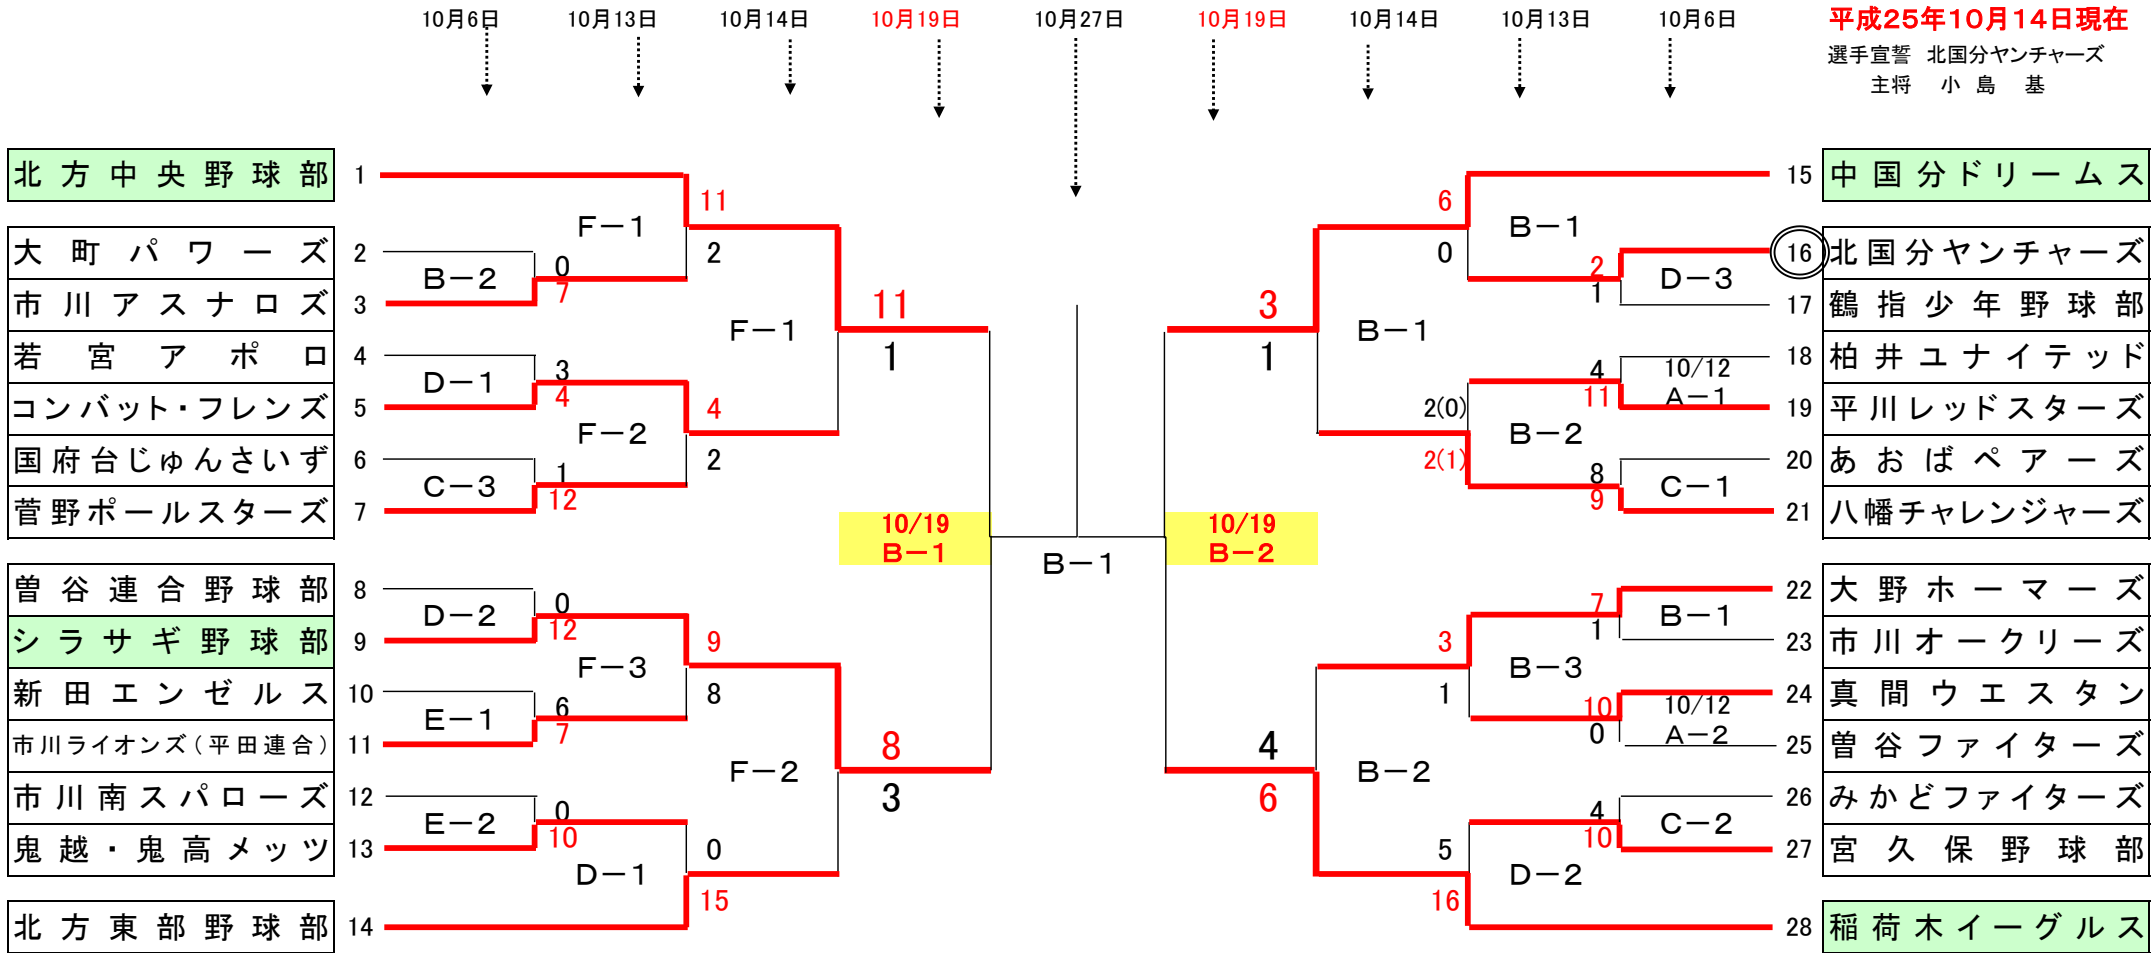 10月6日 10月13日 10月14日 10月19日 10月27日 10月19日 10月14日 10月13日 10月6日
平成25年10月14日現在
選手宣誓 北国分ヤンチャーズ
主将 小島 基
北方中央野球部 1
大町パワーズ 2
市川アスナロズ 3
若宮アポロ 4
コンバット・フレンズ 5
国府台じゅんさいず 6
菅野ポールスターズ 7
曽谷連合野球部 8
シラサギ野球部 9
新田エンゼルス 10
市川ライオンズ(平田連合) 11
市川南スパローズ 12
鬼越・鬼高メッツ 13
北方東部野球部 14
B-2
0
7
D-1
3
4
C-3
1
12
D-2
0
12
E-1
6
7
E-2
0
10
F-1
11
2
F-2
4
2
F-3
9
8
D-1
0
15
F-1
11
1
F-2
8
3
10/19
B-1
B-1
10/19
B-2
3
1
B-1
4
6
B-2
6
0
B-1
2(0)
2(1)
B-2
3
1
B-3
5
16
D-2
2
1
D-3
4
11
10/12
A-1
8
9
C-1
7
1
B-1
10
0
10/12
A-2
4
10
C-2
15 中国分ドリームス
16 北国分ヤンチャーズ
17 鶴指少年野球部
18 柏井ユナイテッド
19 平川レッドスターズ
20 あおばペアーズ
21 八幡チャレンジャーズ
22 大野ホーマーズ
23 市川オークリーズ
24 真間ウエスタン
25 曽谷ファイターズ
26 みかどファイターズ
27 宮久保野球部
28 稲荷木イーグルス